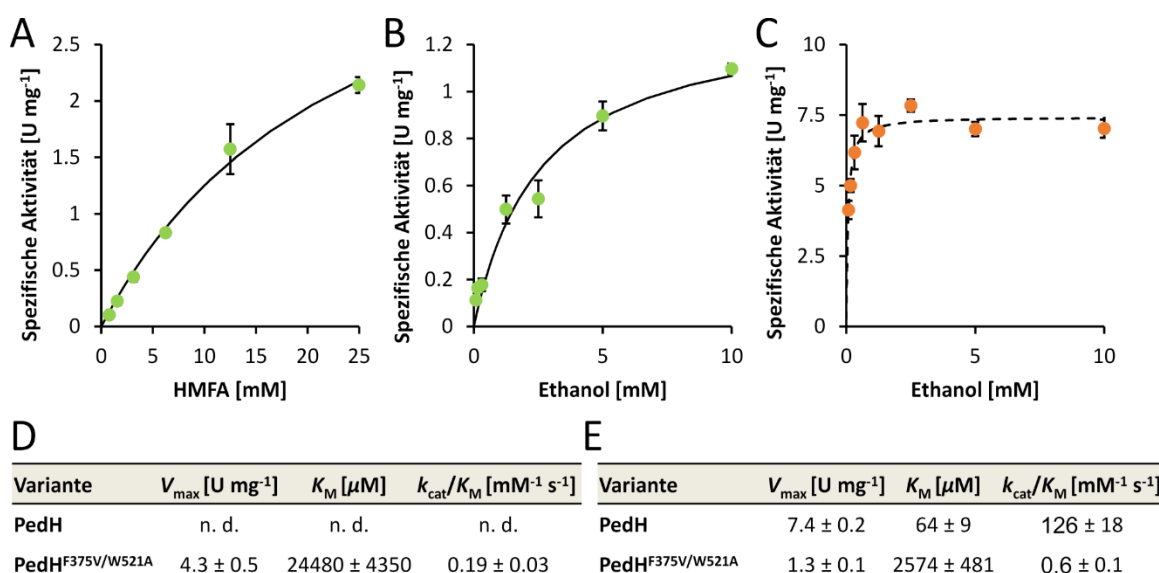 A
Spezifische Aktivität [U mg⁻¹]
2.5
2
1.5
1
0.5
0
0 5 10 15 20 25
HMFA [mM]
B
Spezifische Aktivität [U mg⁻¹]
1.2
1
0.8
0.6
0.4
0.2
0
0 5 10
Ethanol [mM]
C
Spezifische Aktivität [U mg⁻¹]
10
7.5
5
2.5
0
0 5 10
Ethanol [mM]
D
Variante Vmax [U mg⁻¹] KM [µM] kcat/KM [mM⁻¹ s⁻¹]
PedH n. d. n. d. n. d.
PedH^F375V/W521A 4.3 ± 0.5 24480 ± 4350 0.19 ± 0.03
E
Variante Vmax [U mg⁻¹] KM [µM] kcat/KM [mM⁻¹ s⁻¹]
PedH 7.4 ± 0.2 64 ± 9 126 ± 18
PedH^F375V/W521A 1.3 ± 0.1 2574 ± 481 0.6 ± 0.1